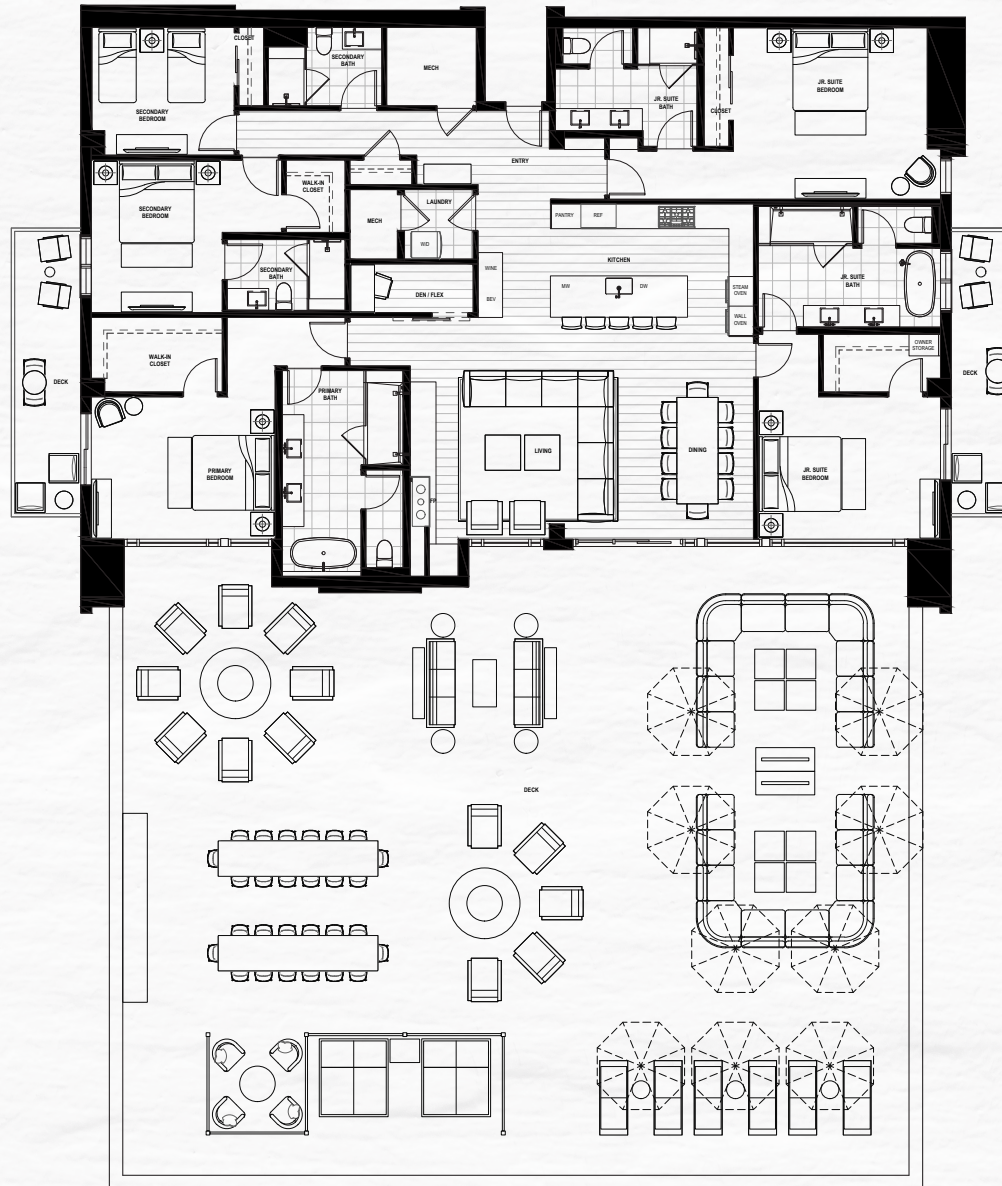 CLOSET
SECONDARY
BATH
MECH
JR. SUITE
BATH
CLOSET
JR. SUITE
BEDROOM
SECONDARY
BEDROOM
ENTRY
WALK-IN
CLOSET
SECONDARY
BEDROOM
MECH
LAUNDRY
W/D
PANTRY
REF
KITCHEN
WINE
BEV
MW
DW
STEAM
OVEN
WALL
OVEN
JR. SUITE
BATH
SECONDARY
BATH
DEN / FLEX
OWNER
STORAGE
WALK-IN
CLOSET
DECK
PRIMARY
BATH
DECK
PRIMARY
BEDROOM
LIVING
DINING
JR. SUITE
BEDROOM
FP
DECK